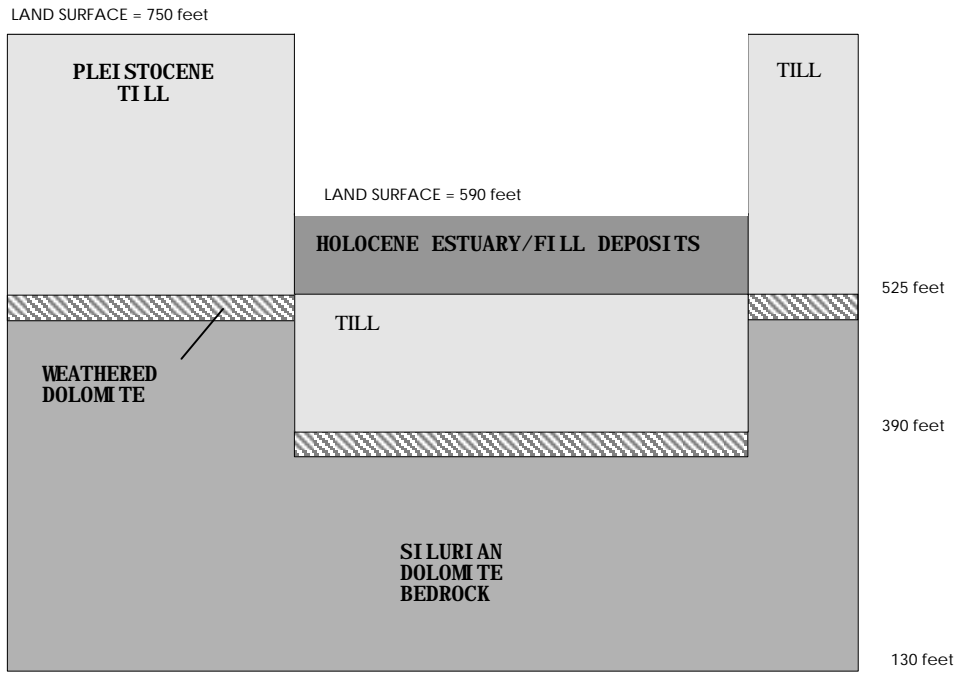 LAND SURFACE = 750 feet
PLEISTOCENE
TILL
TILL
LAND SURFACE = 590 feet
HOLOCENE ESTUARY/FILL DEPOSITS
525 feet
TILL
WEATHERED
DOLOMITE
390 feet
SILURIAN
DOLOMITE
BEDROCK
130 feet